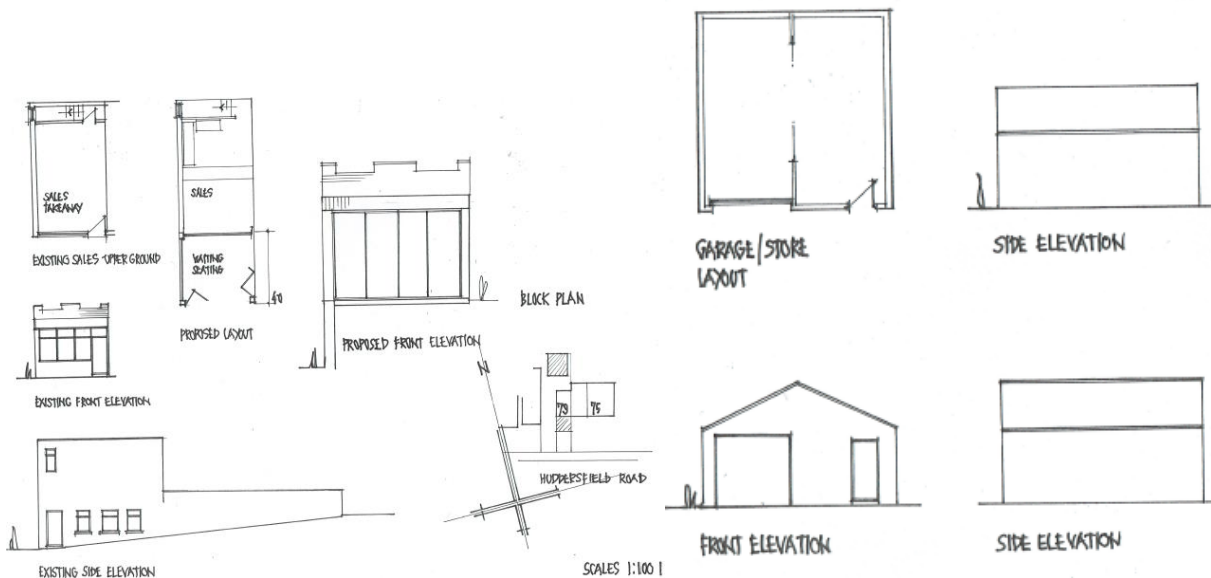 SALES
TAKEAWAY
EXISTING SALES UPPER GROUND
SALES
WAITING
SEATING
40
PROPOSED LAYOUT
EXISTING FRONT ELEVATION
PROPOSED FRONT ELEVATION
BLOCK PLAN
N
73
75
HUDDERSFIELD ROAD
EXISTING SIDE ELEVATION
SCALES 1:100 1
GARAGE/STORE
LAYOUT
SIDE ELEVATION
FRONT ELEVATION
SIDE ELEVATION